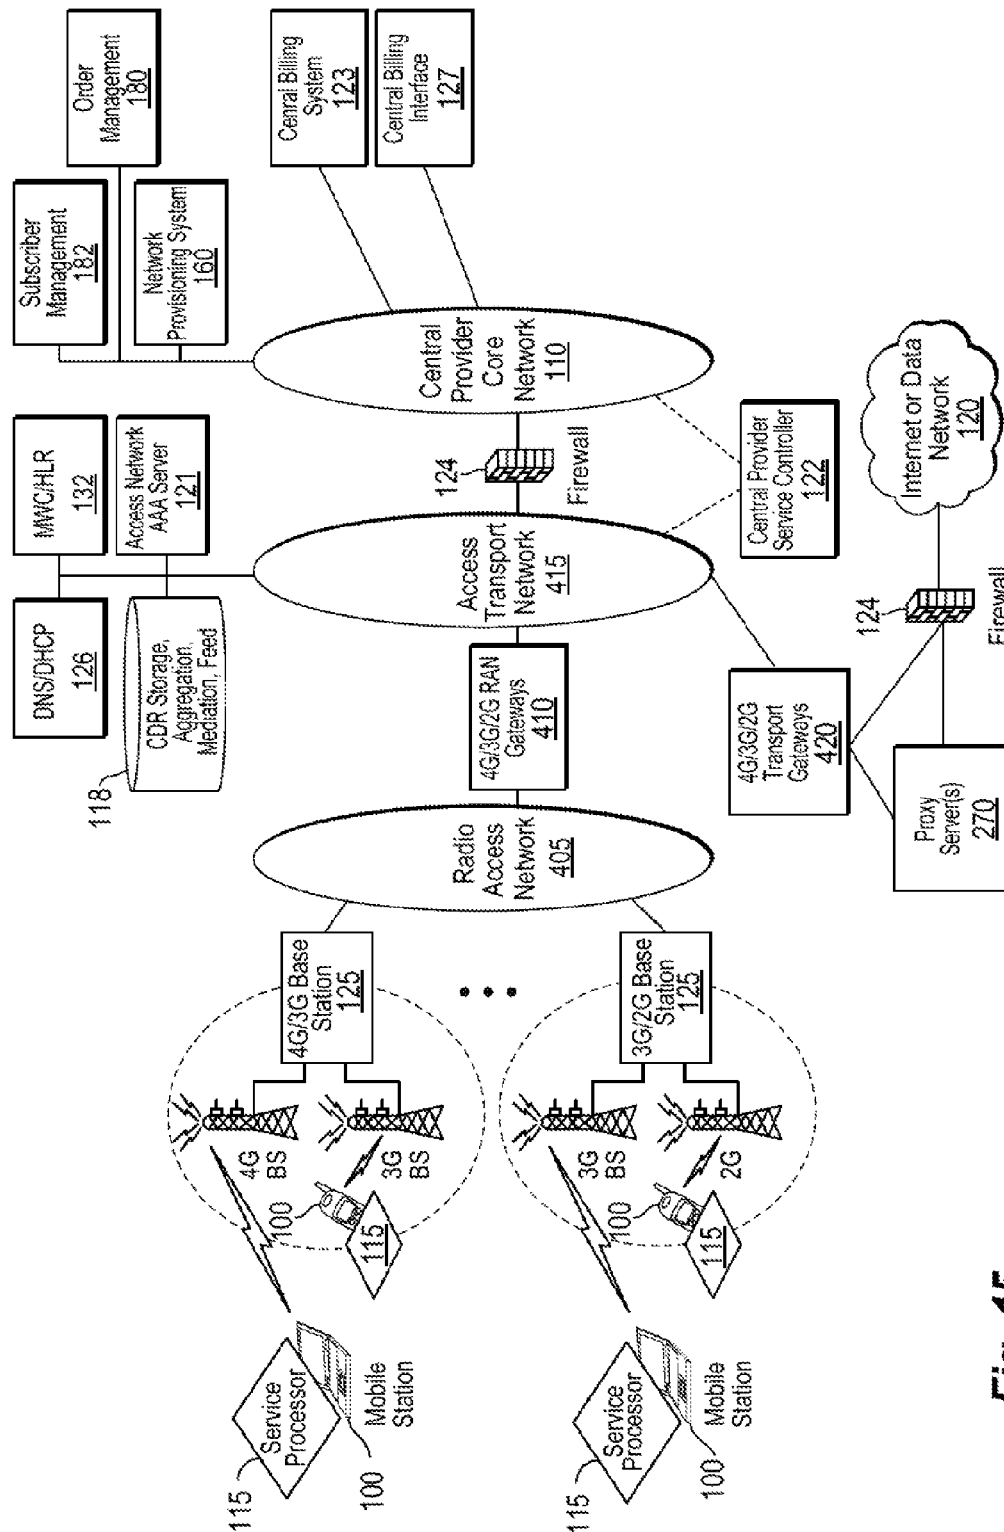 Order
Management
180
Subscriber
Management
182
Network
Provisioning System
160
Cenral Billing
System
123
Central Billing
Interface
127
MWC/HLR
132
Access Network
AAA Server
121
DNS/DHCP
126
CDR Storage,
Aggregation,
Mediation, Feed
118
Central
Provider
Core
Network
110
124
Firewall
Access
Transport
Network
415
4G/3G/2G RAN
Gateways
410
Radio
Access
Network
405
Central Provider
Service Controller
122
Internet or Data
Network
120
124
Firewall
4G/3G/2G
Transport
Gateways
420
Proxy
Server(s)
270
4G/3G Base
Station
125
4G
BS
3G
BS
100
115
Service
Processor
115
100
Mobile
Station
3G/2G Base
Station
125
3G
BS
2G
100
115
Service
Processor
115
100
Mobile
Station